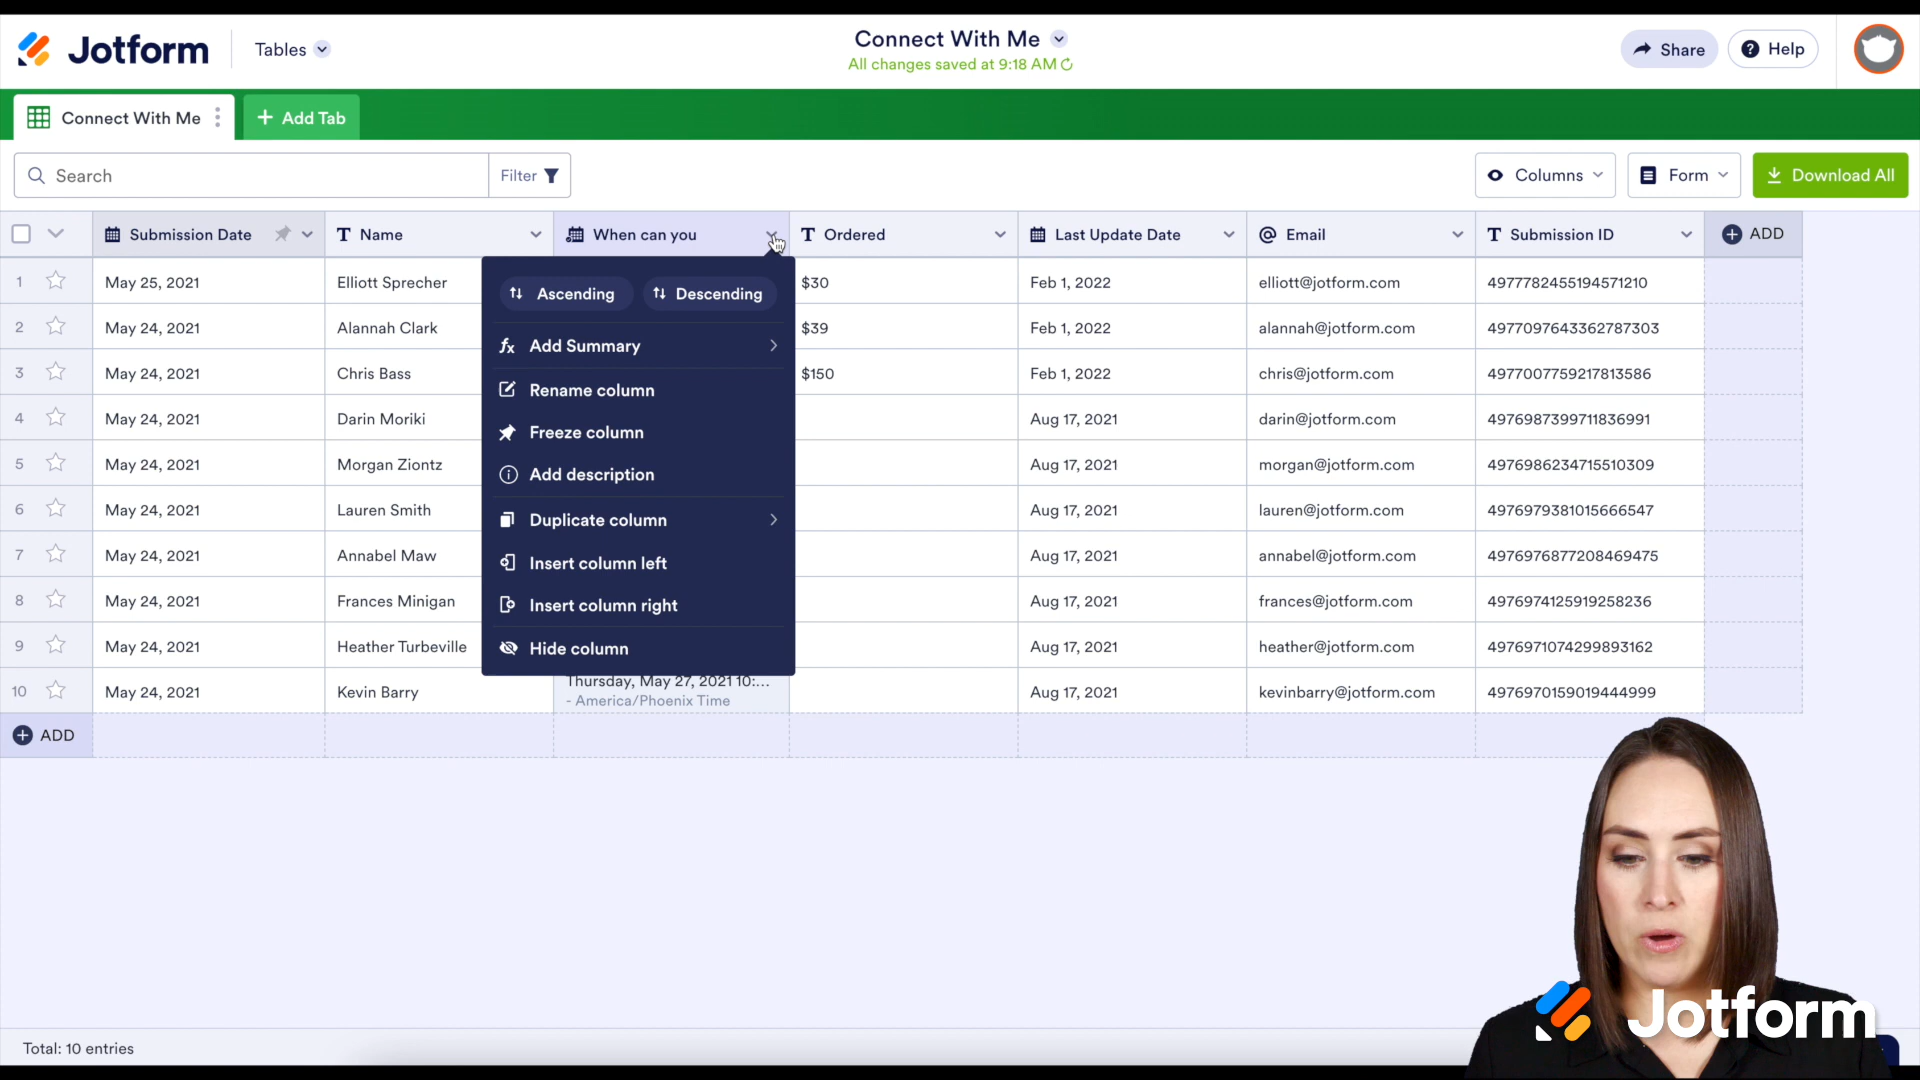 Jotform
Tables
Connect With Me
All changes saved at 9:18 AM
Share
Help
Connect With Me
Add Tab
Search
Filter
Columns
Form
Download All
Submission Date Name When can you Ordered Last Update Date Email Submission ID ADD
1 May 25, 2021 Elliott Sprecher $30 Feb 1, 2022 elliott@jotform.com 4977782455194571210
2 May 24, 2021 Alannah Clark $39 Feb 1, 2022 alannah@jotform.com 4977097643362787303
3 May 24, 2021 Chris Bass $150 Feb 1, 2022 chris@jotform.com 4977007759217813586
4 May 24, 2021 Darin Moriki Aug 17, 2021 darin@jotform.com 4976987399711836991
5 May 24, 2021 Morgan Ziontz Aug 17, 2021 morgan@jotform.com 4976986234715510309
6 May 24, 2021 Lauren Smith Aug 17, 2021 lauren@jotform.com 4976979381015666547
7 May 24, 2021 Annabel Maw Aug 17, 2021 annabel@jotform.com 4976976877208469475
8 May 24, 2021 Frances Minigan Aug 17, 2021 frances@jotform.com 4976974125919258236
9 May 24, 2021 Heather Turbeville Aug 17, 2021 heather@jotform.com 4976971074299893162
10 May 24, 2021 Kevin Barry Thursday, May 27, 2021 10:... Aug 17, 2021 kevinbarry@jotform.com 4976970159019444999
- America/Phoenix Time
ADD
Ascending
Descending
fx Add Summary
Rename column
Freeze column
Add description
Duplicate column
Insert column left
Insert column right
Hide column
Total: 10 entries
Jotform